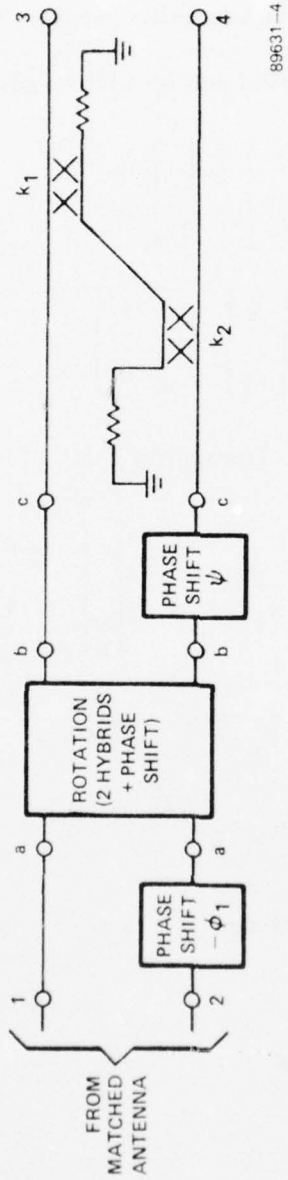 FROM
MATCHED
ANTENNA
1
2
PHASE
SHIFT
−ϕ₁
a
a
ROTATION
(2 HYBRIDS
+ PHASE
SHIFT)
b
b
PHASE
SHIFT
ψ
c
c
k₂
k₁
3
4
89631-4